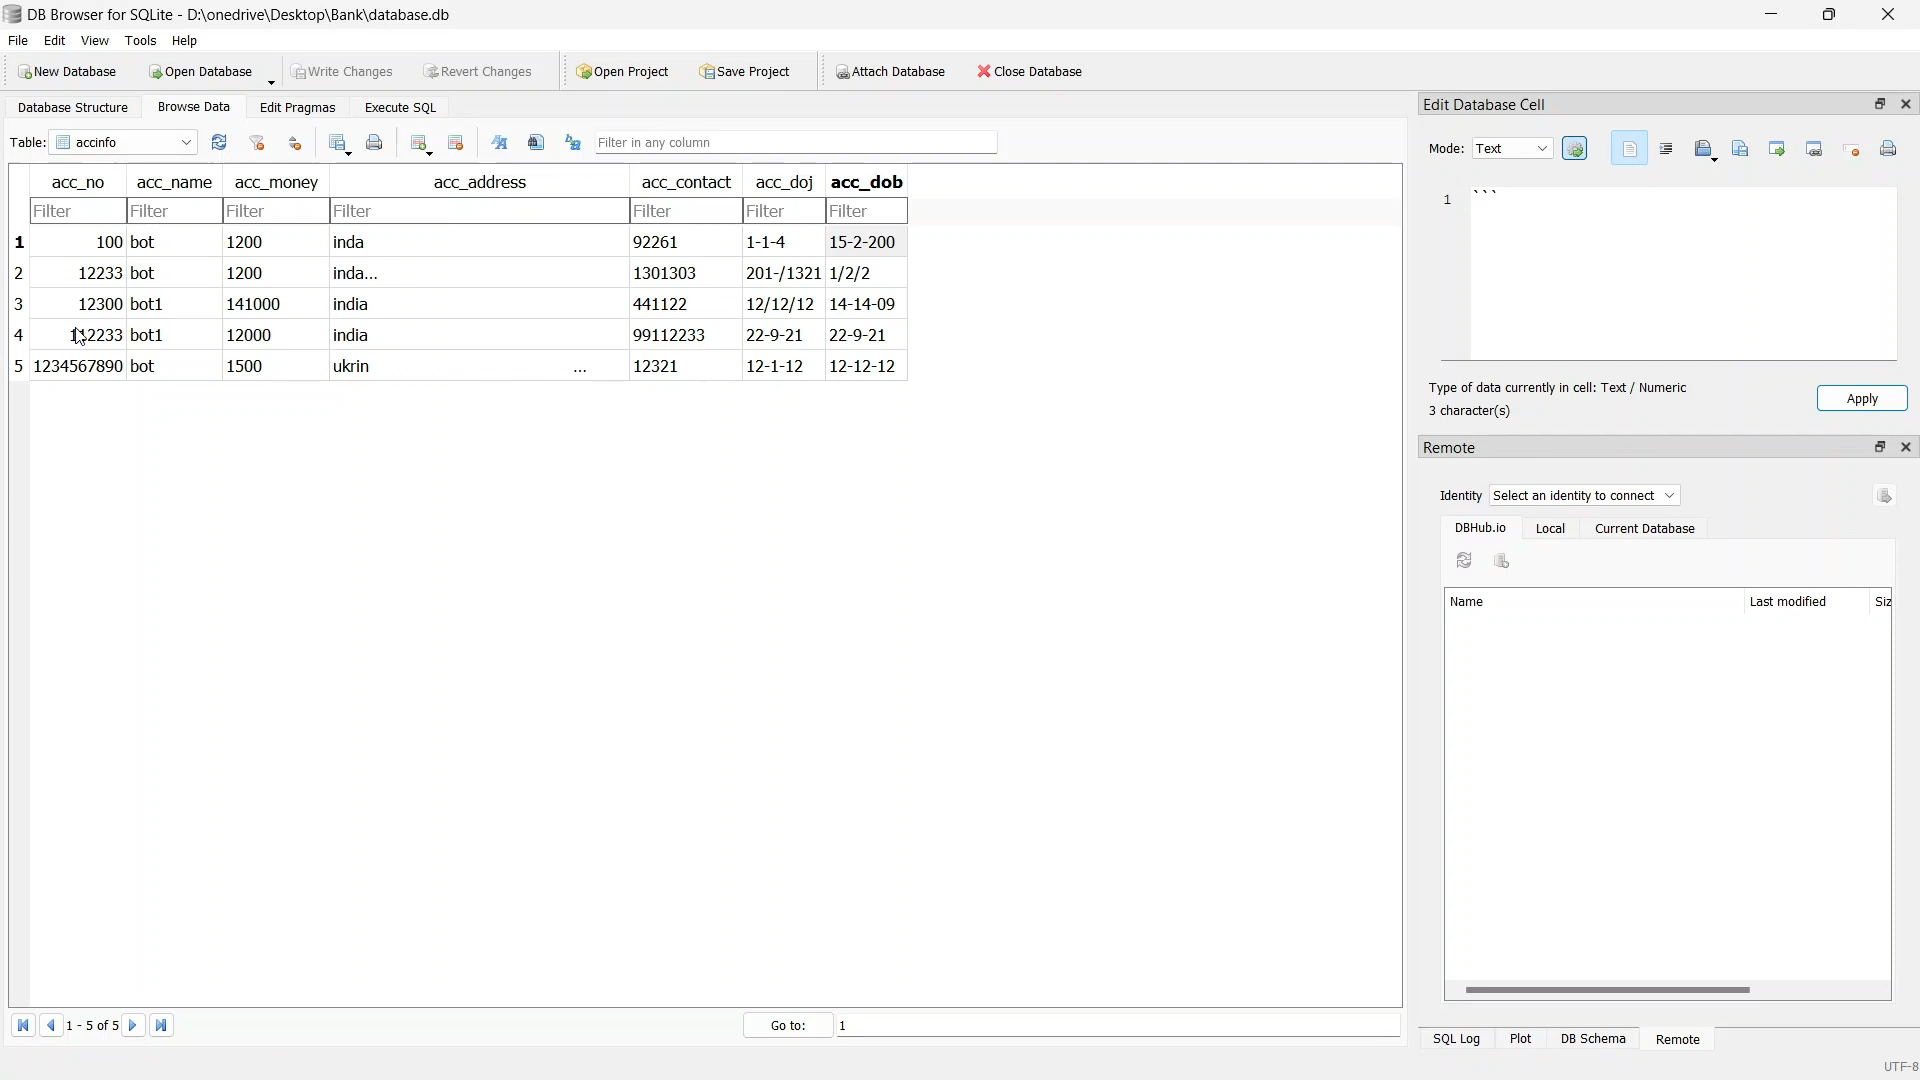 DB Browser for SQLite - D:\onedrive\Desktop\Bank\database.db
File Edit View Tools Help
New Database Open Database Write Changes Revert Changes Open Project Save Project Attach Database Close Database
Database Structure Browse Data Edit Pragmas Execute SQL
Table: accinfo Filter in any column
acc_no acc_name acc_money acc_address acc_contact acc_doj acc_dob
Filter Filter Filter Filter Filter Filter Filter
1 100 bot 1200 inda 92261 1-1-4 15-2-200
2 12233 bot 1200 inda... 1301303 201-/1321 1/2/2
3 12300 bot1 141000 india 441122 12/12/12 14-14-09
4 bot1 12000 india 99112233 22-9-21 22-9-21
5 1234567890 bot 1500 ukrin ... 12321 12-1-12 12-12-12
1 - 5 of 5 Go to: 1
Edit Database Cell
Mode: Text
1 ```
Type of data currently in cell: Text / Numeric
3 character(s)
Apply
Remote
Identity Select an identity to connect
DBHub.io Local Current Database
Name Last modified Siz
SQL Log Plot DB Schema Remote
UTF-8